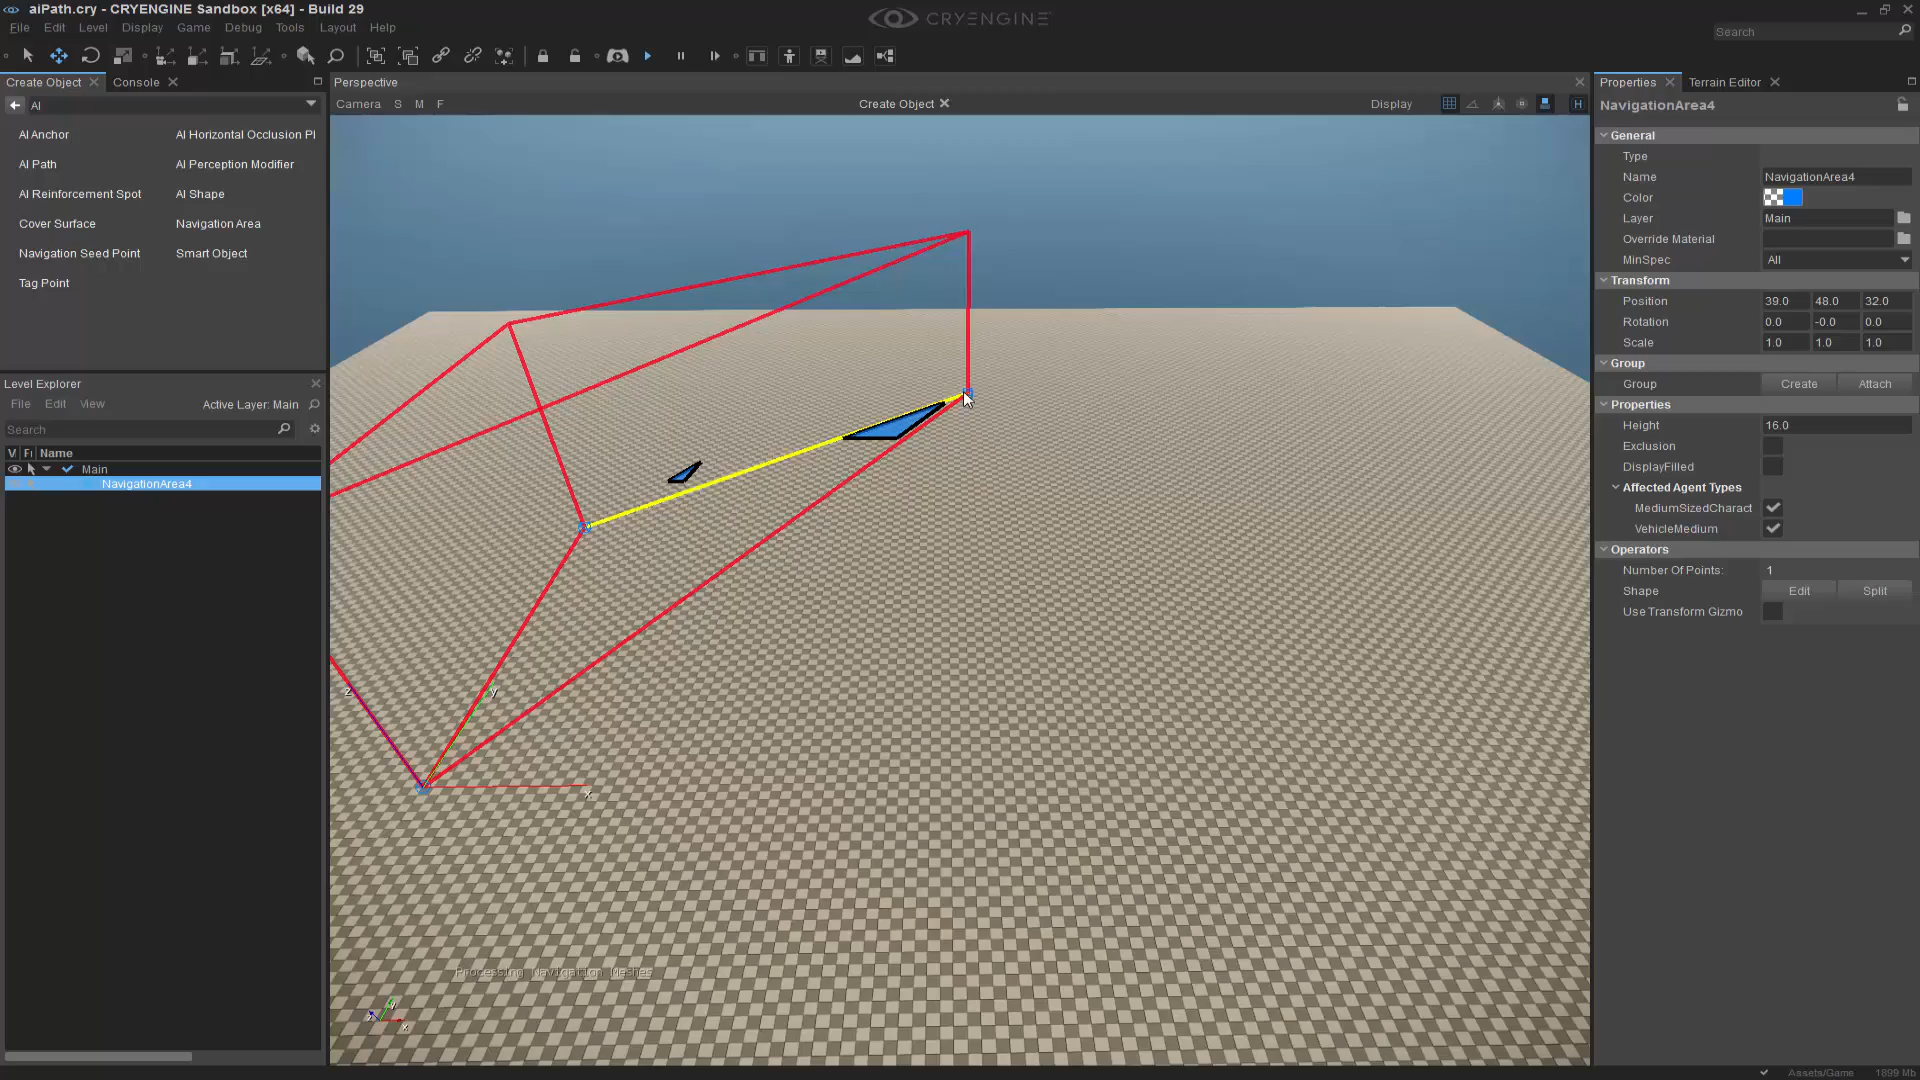 aiPath.cry - CRYENGINE Sandbox [x64] - Build 29
CRYENGINE
File Edit Level Display Game Debug Tools Layout Help
Search
Create Object
Console
AI
AI Anchor
AI Horizontal Occlusion Pl
AI Path
AI Perception Modifier
AI Reinforcement Spot
AI Shape
Cover Surface
Navigation Area
Navigation Seed Point
Smart Object
Tag Point
Level Explorer
File Edit View
Active Layer: Main
Search
V Fi Name
Main
NavigationArea4
Perspective
Camera S M F
Create Object
Display
H
z
y
x
Processing Navigation Meshes
y
z
x
Properties
Terrain Editor
NavigationArea4
General
Type
Name NavigationArea4
Color
Layer Main
Override Material
MinSpec All
Transform
Position 39.0 48.0 32.0
Rotation 0.0 -0.0 0.0
Scale 1.0 1.0 1.0
Group
Group Create Attach
Properties
Height 16.0
Exclusion
DisplayFilled
Affected Agent Types
MediumSizedCharact
VehicleMedium
Operators
Number Of Points: 1
Shape Edit Split
Use Transform Gizmo
Assets/Game 1899 Mb